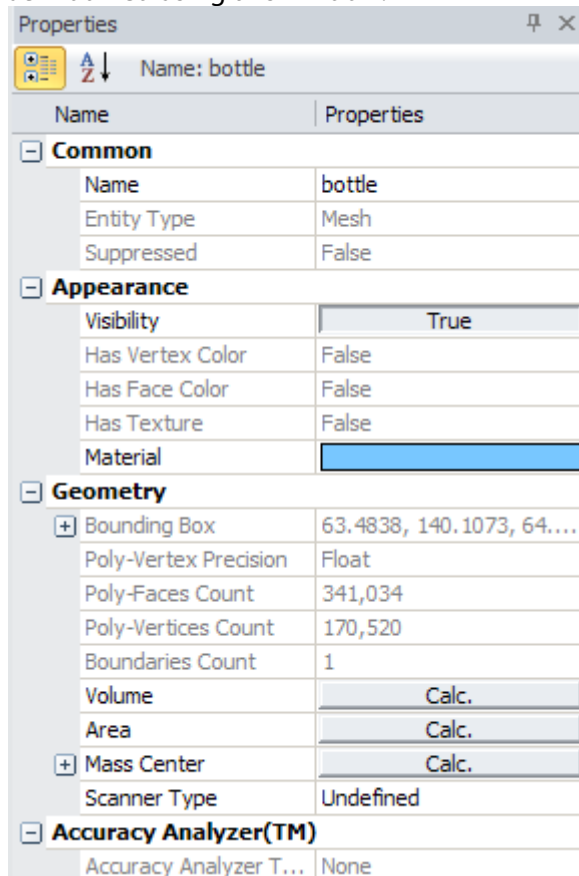 Properties
Name: bottle
Name Properties
Common
Name bottle
Entity Type Mesh
Suppressed False
Appearance
Visibility True
Has Vertex Color False
Has Face Color False
Has Texture False
Material
Geometry
Bounding Box 63.4838, 140.1073, 64....
Poly-Vertex Precision Float
Poly-Faces Count 341,034
Poly-Vertices Count 170,520
Boundaries Count 1
Volume Calc.
Area Calc.
Mass Center Calc.
Scanner Type Undefined
Accuracy Analyzer(TM)
Accuracy Analyzer T... None